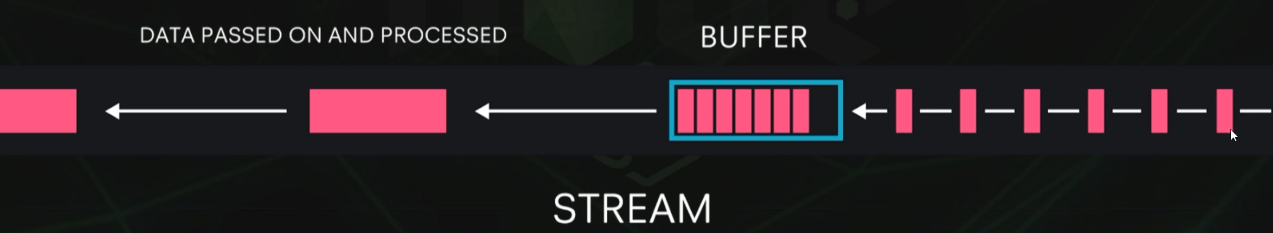 DATA PASSED ON AND PROCESSED
BUFFER
STREAM